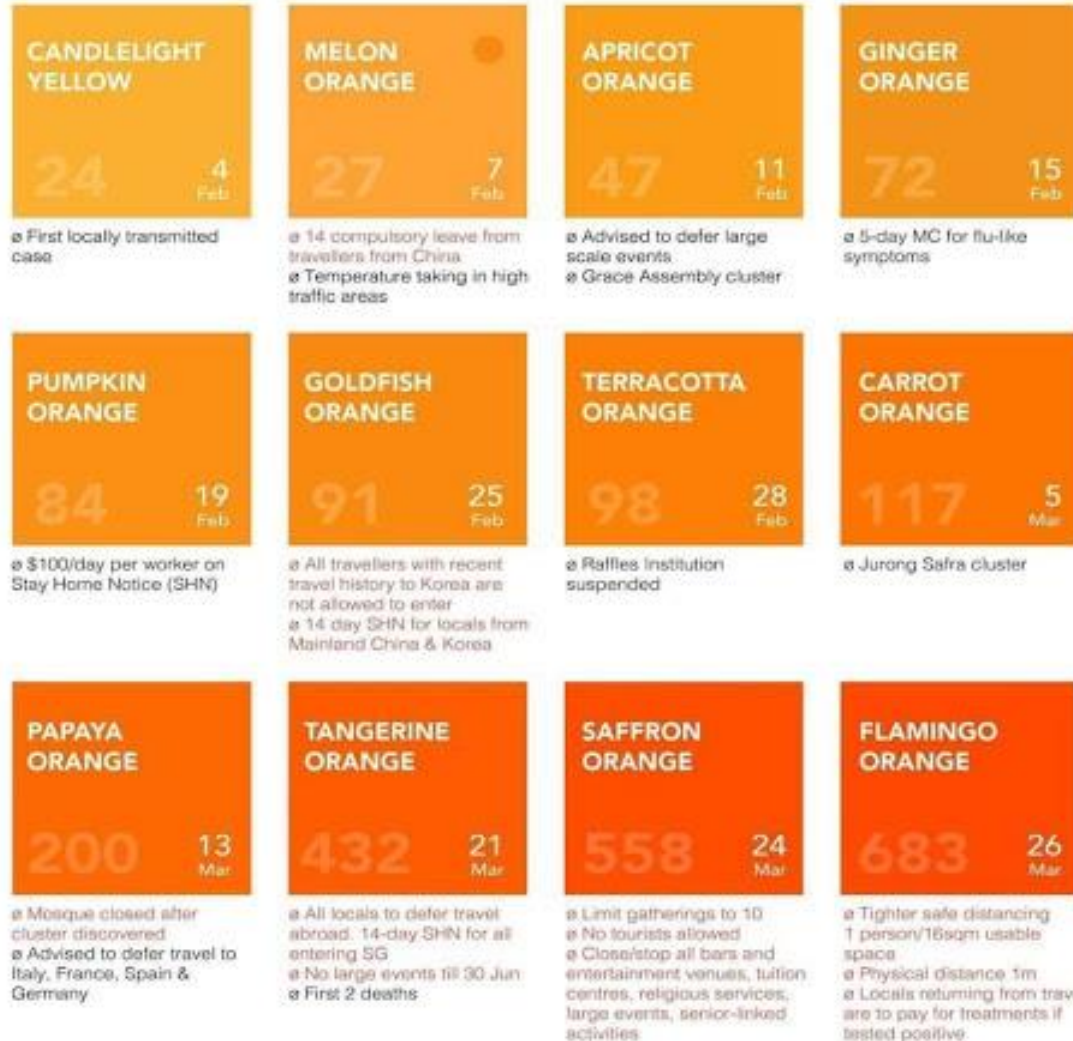 CANDLELIGHT
YELLOW
24
4
Feb
ø First locally transmitted
case
MELON
ORANGE
27
7
Feb
ø 14 compulsory leave from
travellers from China
ø Temperature taking in high
traffic areas
APRICOT
ORANGE
47
11
Feb
ø Advised to defer large
scale events
ø Grace Assembly cluster
GINGER
ORANGE
72
15
Feb
ø 5-day MC for flu-like
symptoms
PUMPKIN
ORANGE
84
19
Feb
ø $100/day per worker on
Stay Home Notice (SHN)
GOLDFISH
ORANGE
91
25
Feb
ø All travellers with recent
travel history to Korea are
not allowed to enter
ø 14 day SHN for locals from
Mainland China & Korea
TERRACOTTA
ORANGE
98
28
Feb
ø Raffles Institution
suspended
CARROT
ORANGE
117
5
Mar
ø Jurong Safra cluster
PAPAYA
ORANGE
200
13
Mar
ø Mosque closed after
cluster discovered
ø Advised to defer travel to
Italy, France, Spain &
Germany
TANGERINE
ORANGE
432
21
Mar
ø All locals to defer travel
abroad. 14-day SHN for all
entering SG
ø No large events till 30 Jun
ø First 2 deaths
SAFFRON
ORANGE
558
24
Mar
ø Limit gatherings to 10
ø No tourists allowed
ø Close/stop all bars and
entertainment venues, tuition
centres, religious services,
large events, senior-linked
activities
FLAMINGO
ORANGE
683
26
Mar
ø Tighter safe distancing
1 person/16sqm usable
space
ø Physical distance 1m
ø Locals returning from trav
are to pay for treatments if
tested positive